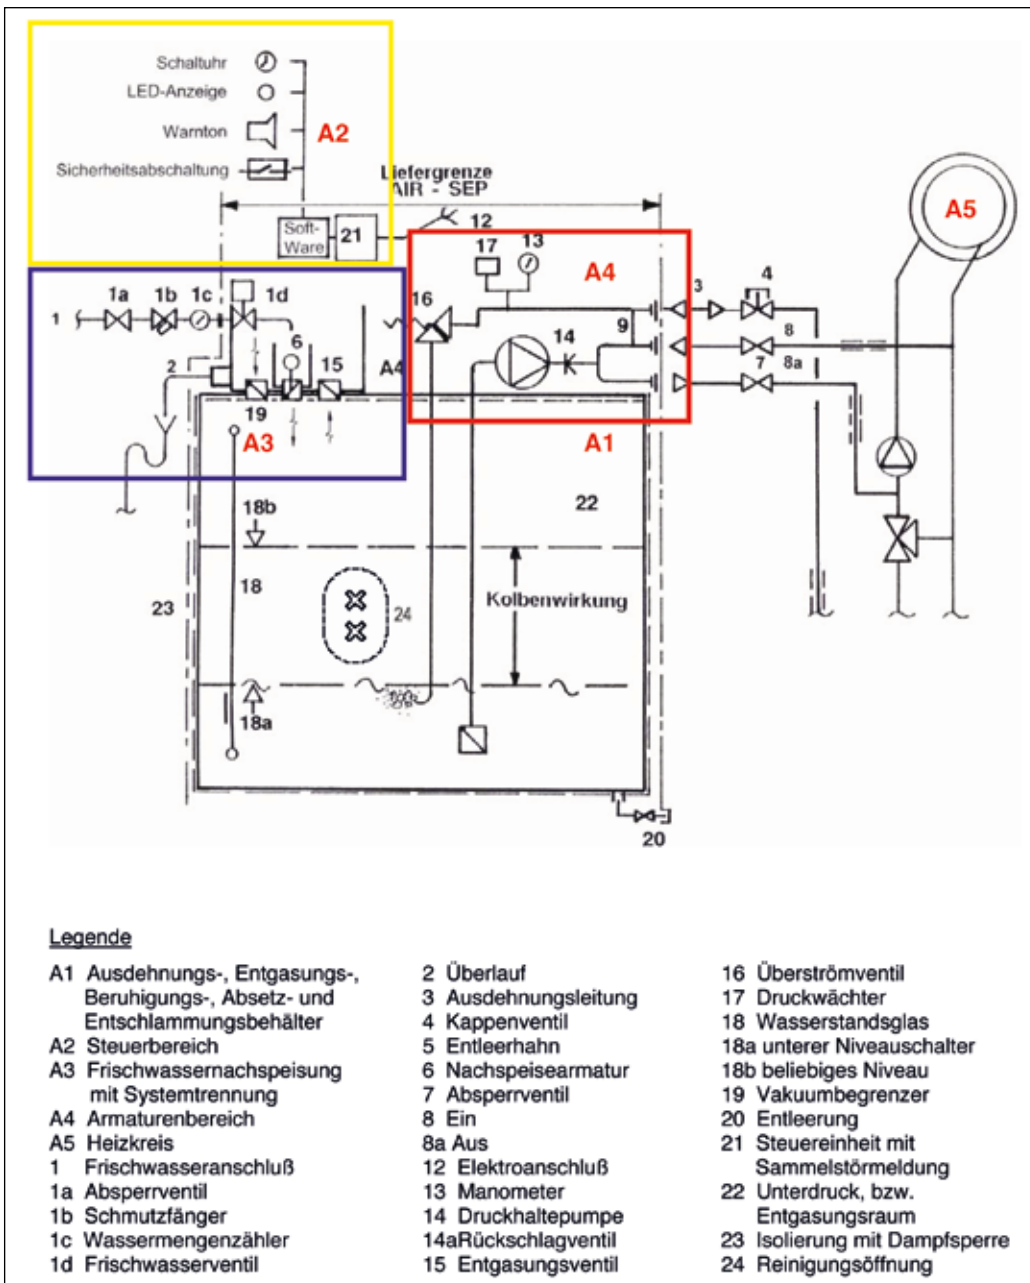 Schaltuhr
LED-Anzeige
Warnton
A2
Sicherheitsabschaltung
Liefergrenze
AIR - SEP
A5
Soft-
Ware
21
12
17
13
A4
1a
1b
1c
1d
16
3
4
1
9
8
6
14
2
15
A4
7
8a
19
A3
A1
18b
22
18
Kolbenwirkung
23
24
18a
20
Legende
A1 Ausdehnungs-, Entgasungs-,
Beruhigungs-, Absetz- und
Entschlammungsbehälter
A2 Steuerbereich
A3 Frischwassernachspeisung
mit Systemtrennung
A4 Armaturenbereich
A5 Heizkreis
1 Frischwasseranschluß
1a Absperrventil
1b Schmutzfänger
1c Wassermengenzähler
1d Frischwasserventil
2 Überlauf
3 Ausdehnungsleitung
4 Kappenventil
5 Entleerhahn
6 Nachspeisearmatur
7 Absperrventil
8 Ein
8a Aus
12 Elektroanschluß
13 Manometer
14 Druckhaltepumpe
14aRückschlagventil
15 Entgasungsventil
16 Überströmventil
17 Druckwächter
18 Wasserstandsglas
18a unterer Niveauschalter
18b beliebiges Niveau
19 Vakuumbegrenzer
20 Entleerung
21 Steuereinheit mit
Sammelstörmeldung
22 Unterdruck, bzw.
Entgasungsraum
23 Isolierung mit Dampfsperre
24 Reinigungsöffnung